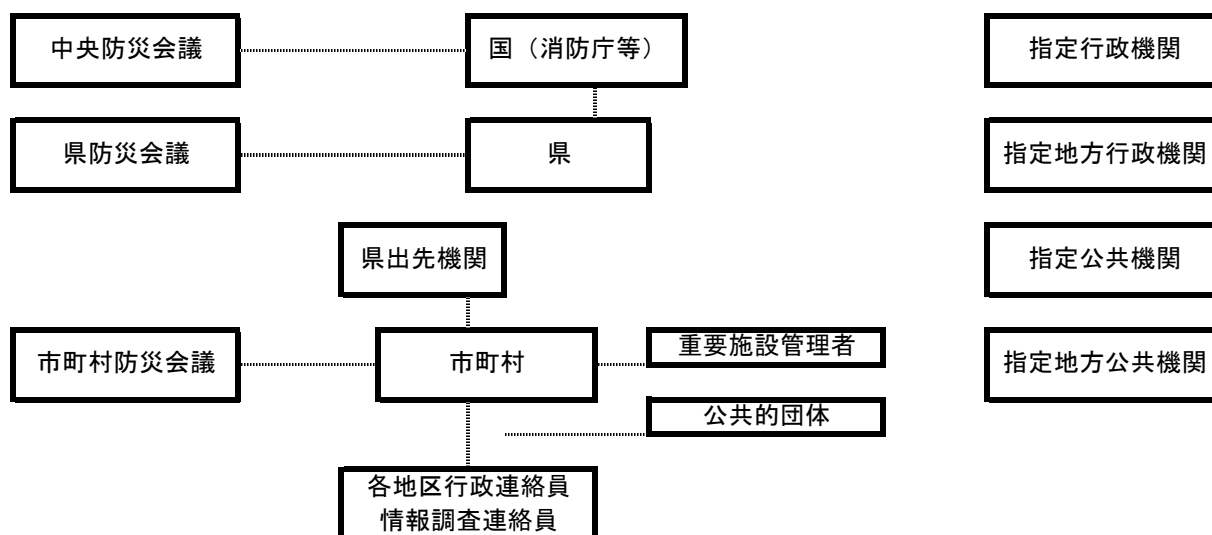 中央防災会議
国（消防庁等）
指定行政機関
県防災会議
県
指定地方行政機関
県出先機関
指定公共機関
市町村防災会議
市町村
重要施設管理者
指定地方公共機関
公共的団体
各地区行政連絡員
情報調査連絡員